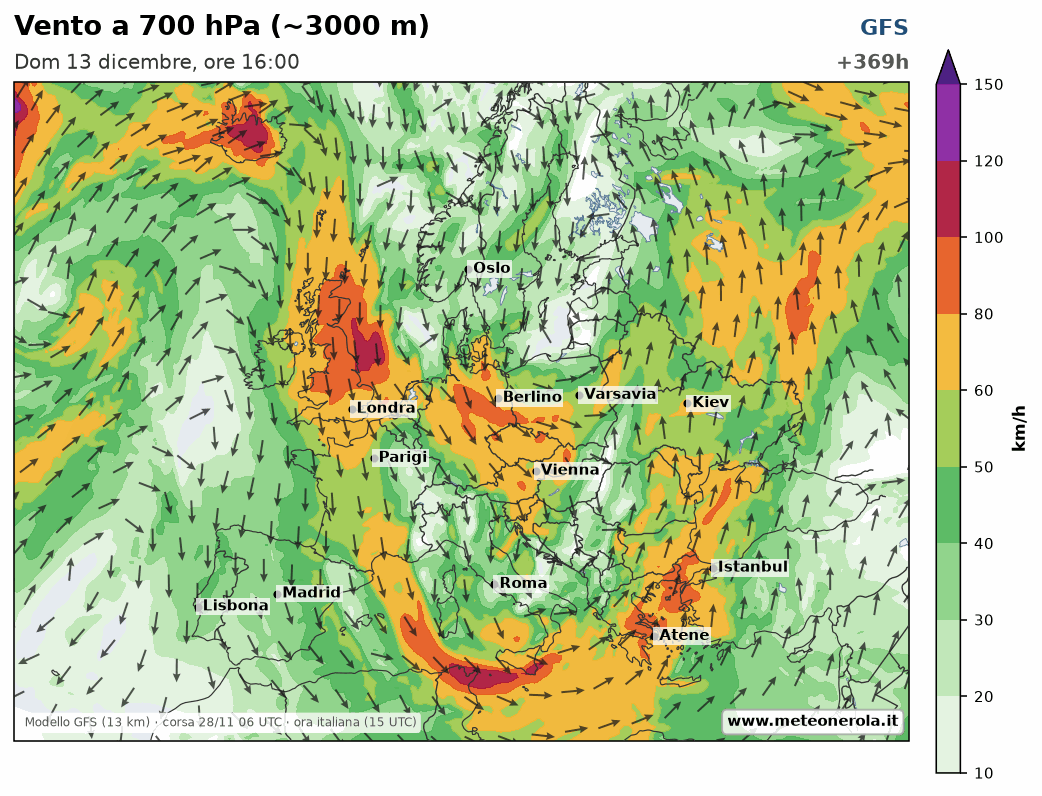 Vento a 700 hPa (~3000 m)
GFS
Dom 13 dicembre, ore 16:00
+369h
150
120
100
80
60
50
40
30
20
10
km/h
Oslo
Berlino
Varsavia
Kiev
Londra
Parigi
Vienna
Istanbul
Roma
Madrid
Lisbona
Atene
Modello GFS (13 km) · corsa 28/11 06 UTC · ora italiana (15 UTC)
www.meteonerola.it